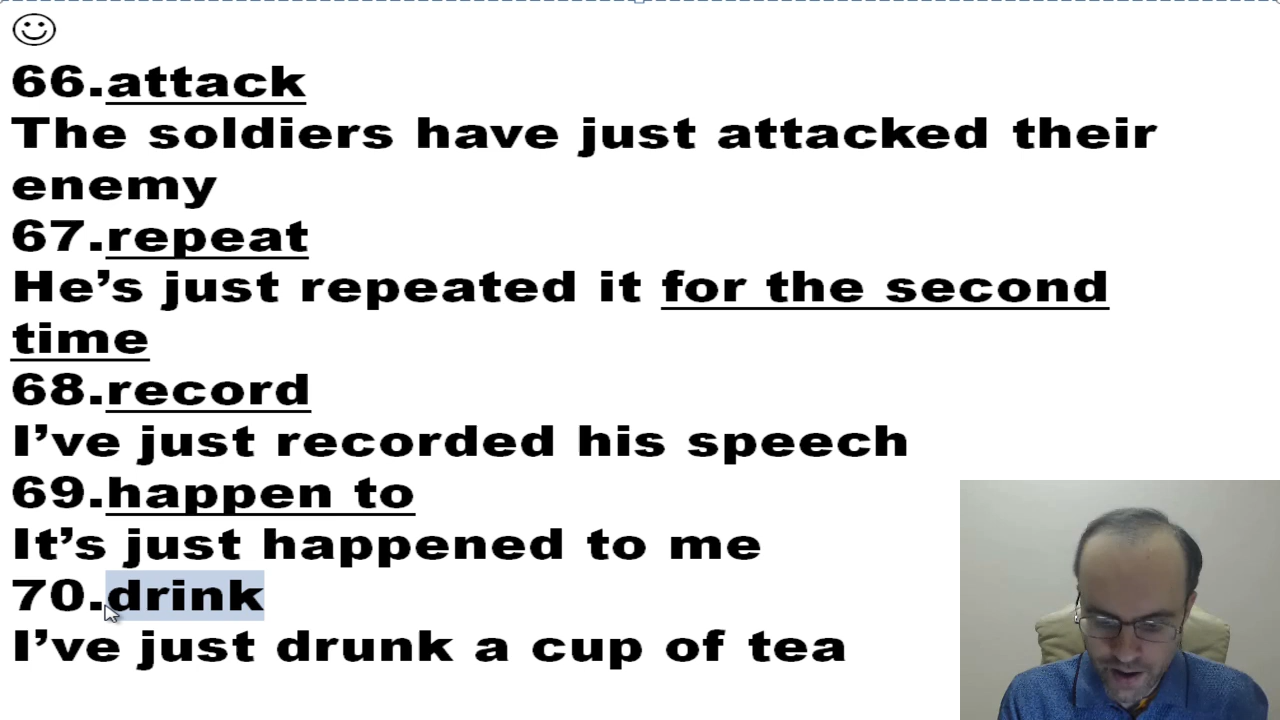 66.attack
The soldiers have just attacked their
enemy
67.repeat
He’s just repeated it for the second
time
68.record
I’ve just recorded his speech
69.happen to
It’s just happened to me
70.drink
I’ve just drunk a cup of tea